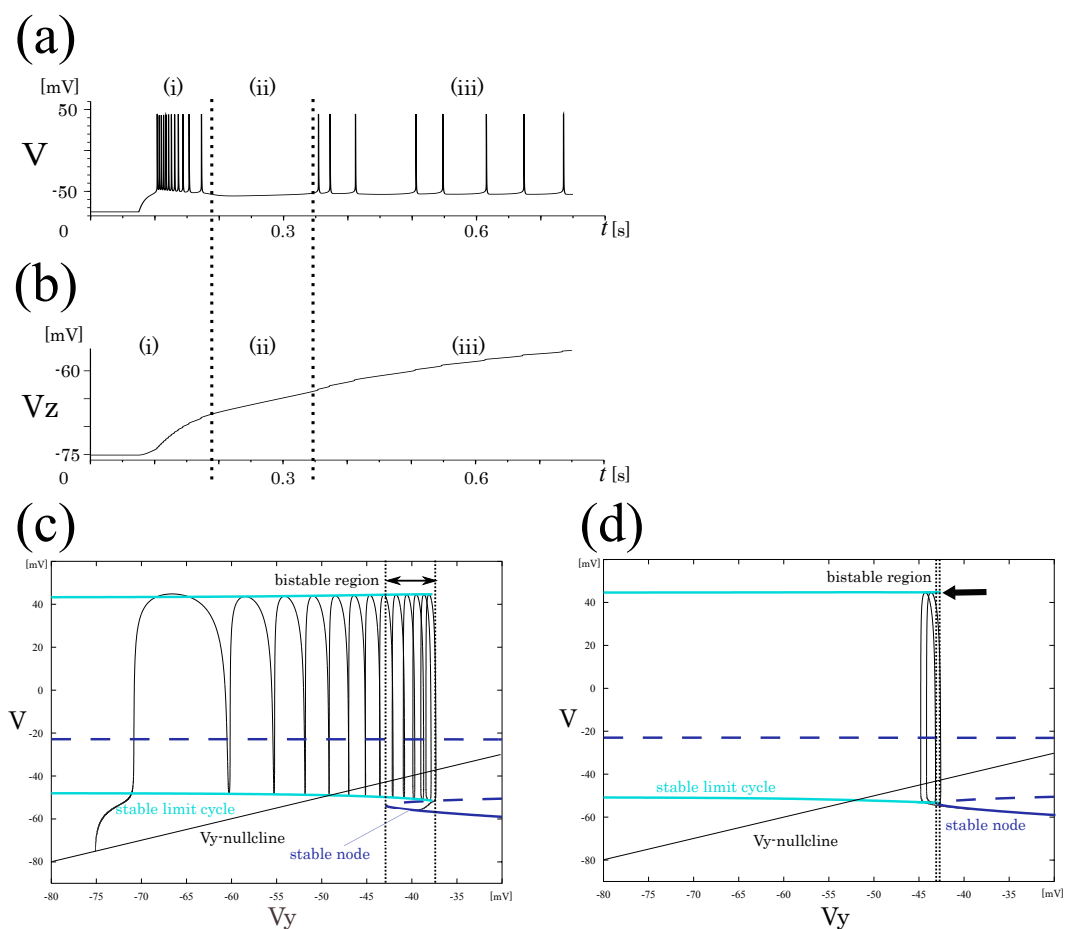 (a)
[mV]
(i) (ii) (iii)
50
V
-50
0 0.3 0.6 t [s]
(b)
[mV]
(i) (ii) (iii)
-60
Vz
-75
0 0.3 0.6 t [s]
(c)
[mV]
bistable region
40
20
0
V
-20
-40
stable limit cycle
-60
Vy-nullcline
stable node
-80
-80 -75 -70 -65 -60 -55 -50 -45 -40 -35 [mV]
Vy
(d)
[mV]
bistable region
40
20
0
V
-20
-40
stable limit cycle
-60
stable node
Vy-nullcline
-80
-80 -75 -70 -65 -60 -55 -50 -45 -40 -35 [mV]
Vy